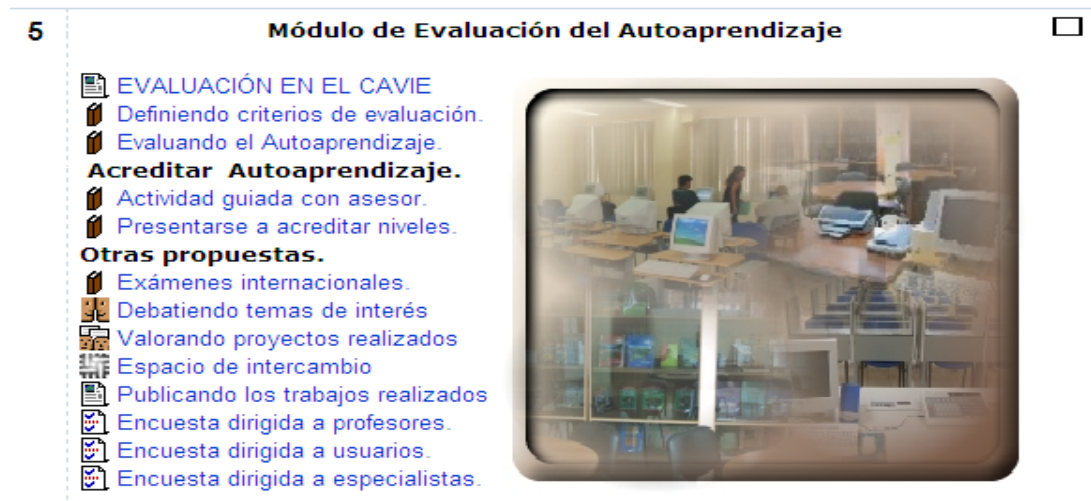 5
Módulo de Evaluación del Autoaprendizaje
EVALUACIÓN EN EL CAVIE
Definiendo criterios de evaluación.
Evaluando el Autoaprendizaje.
Acreditar Autoaprendizaje.
Actividad guiada con asesor.
Presentarse a acreditar niveles.
Otras propuestas.
Exámenes internacionales.
Debatiendo temas de interés
Valorando proyectos realizados
Espacio de intercambio
Publicando los trabajos realizados
Encuesta dirigida a profesores.
Encuesta dirigida a usuarios.
Encuesta dirigida a especialistas.